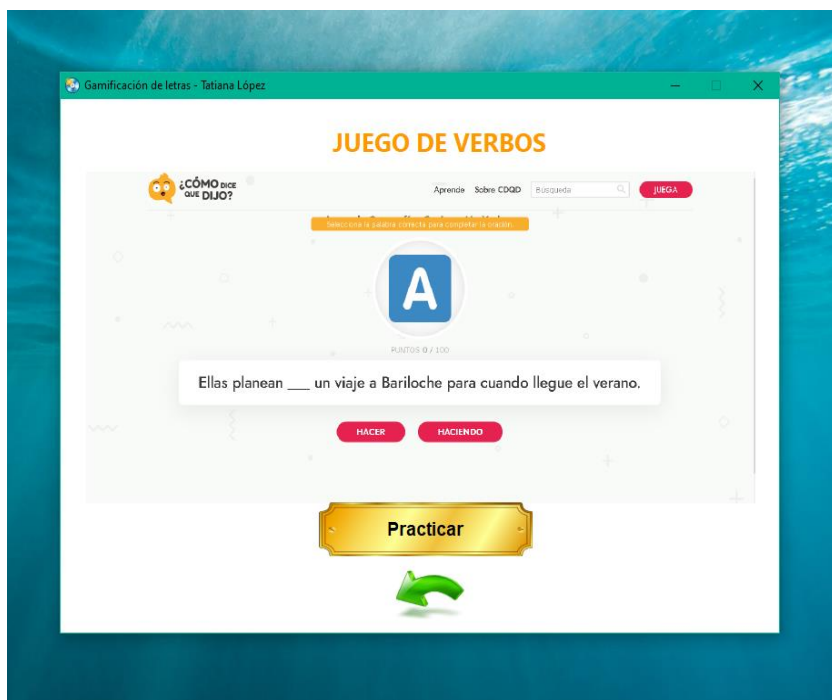 Gamificación de letras - Tatiana López
JUEGO DE VERBOS
¿CÓMO DICE
QUE DIJO?
Aprende Sobre CDQD Búsqueda JUEGA
Seleccione la palabra correcta para completar la oración.
A
PUNTOS 0 / 100
Ellas planean ___ un viaje a Bariloche para cuando llegue el verano.
HACER HACIENDO
Practicar